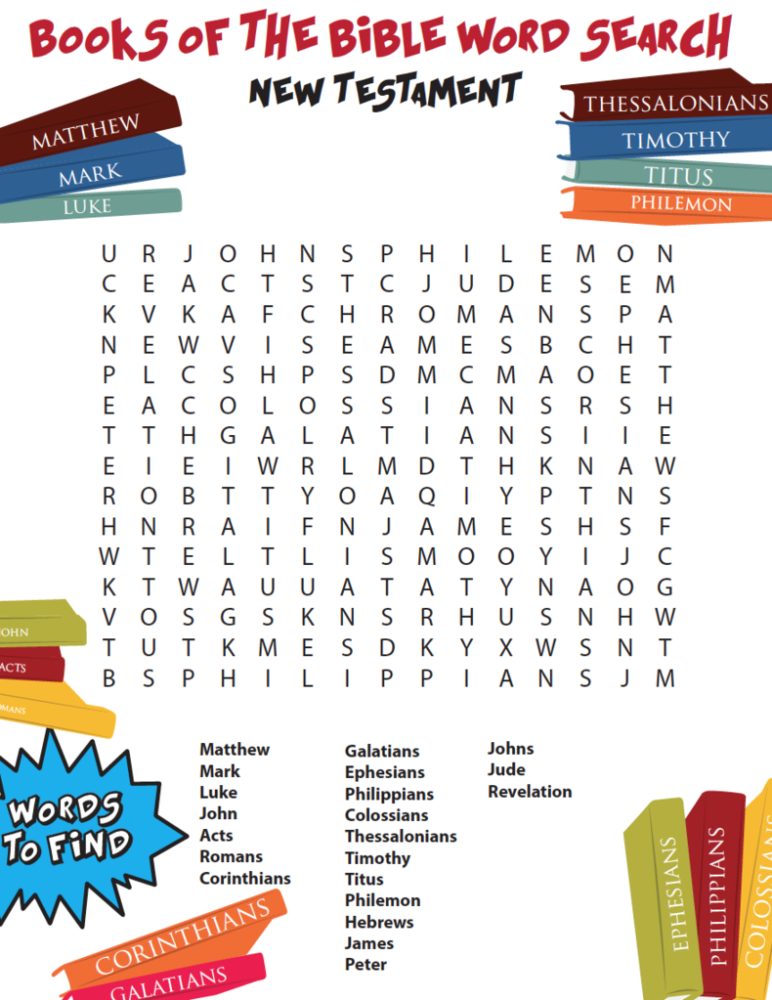 BOOKS OF THE BIBLE WORD SEARCH
NEW TESTAMENT
MATTHEW
MARK
LUKE
THESSALONIANS
TIMOTHY
TITUS
PHILEMON
U R J O H N S P H I L E M O N
C E A C T S T C J U D E S E M
K V K A F C H R O M A N S P A
N E W V I S E A M E S B C H T
P L C S H P S D M C M A O E T
E A C O L O S S I A N S R S H
T T H G A L A T I A N S I I E
E I E I W R L M D T H K N A W
R O B T T Y O A Q I Y P T N S
H N R A I F N J A M E S H S F
W T E L T L I S M O O Y I J C
K T W A U U A T A T Y N A O G
V O S G S K N S R H U S N H W
T U T K M E S D K Y X W S N T
B S P H I L I P P I A N S J M
OHN
ACTS
MANS
WORDS
TO FIND
Matthew
Mark
Luke
John
Acts
Romans
Corinthians
Galatians
Ephesians
Philippians
Colossians
Thessalonians
Timothy
Titus
Philemon
Hebrews
James
Peter
Johns
Jude
Revelation
CORINTHIANS
GALATIANS
EPHESIANS
PHILIPPIANS
COLOSSIANS